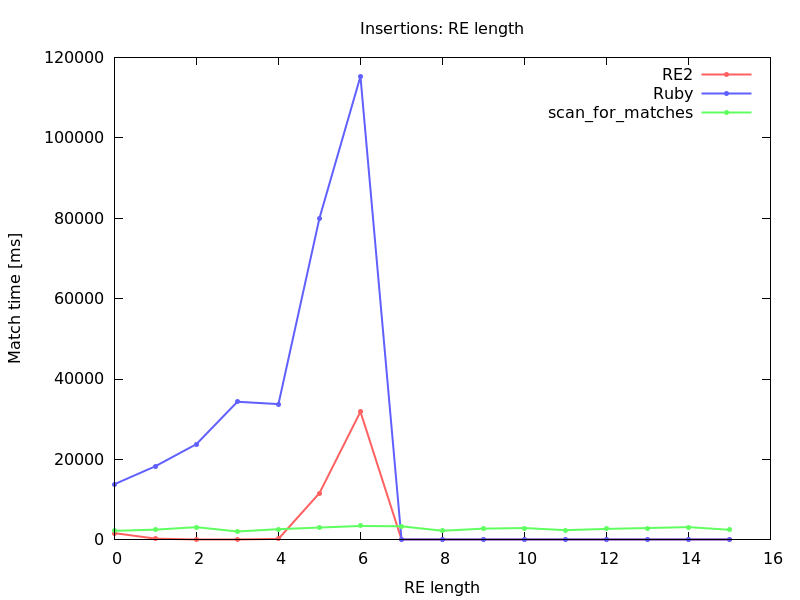 Insertions: RE length
RE2
Ruby
scan_for_matches
120000
100000
80000
60000
40000
20000
0
Match time [ms]
0 2 4 6 8 10 12 14 16
RE length